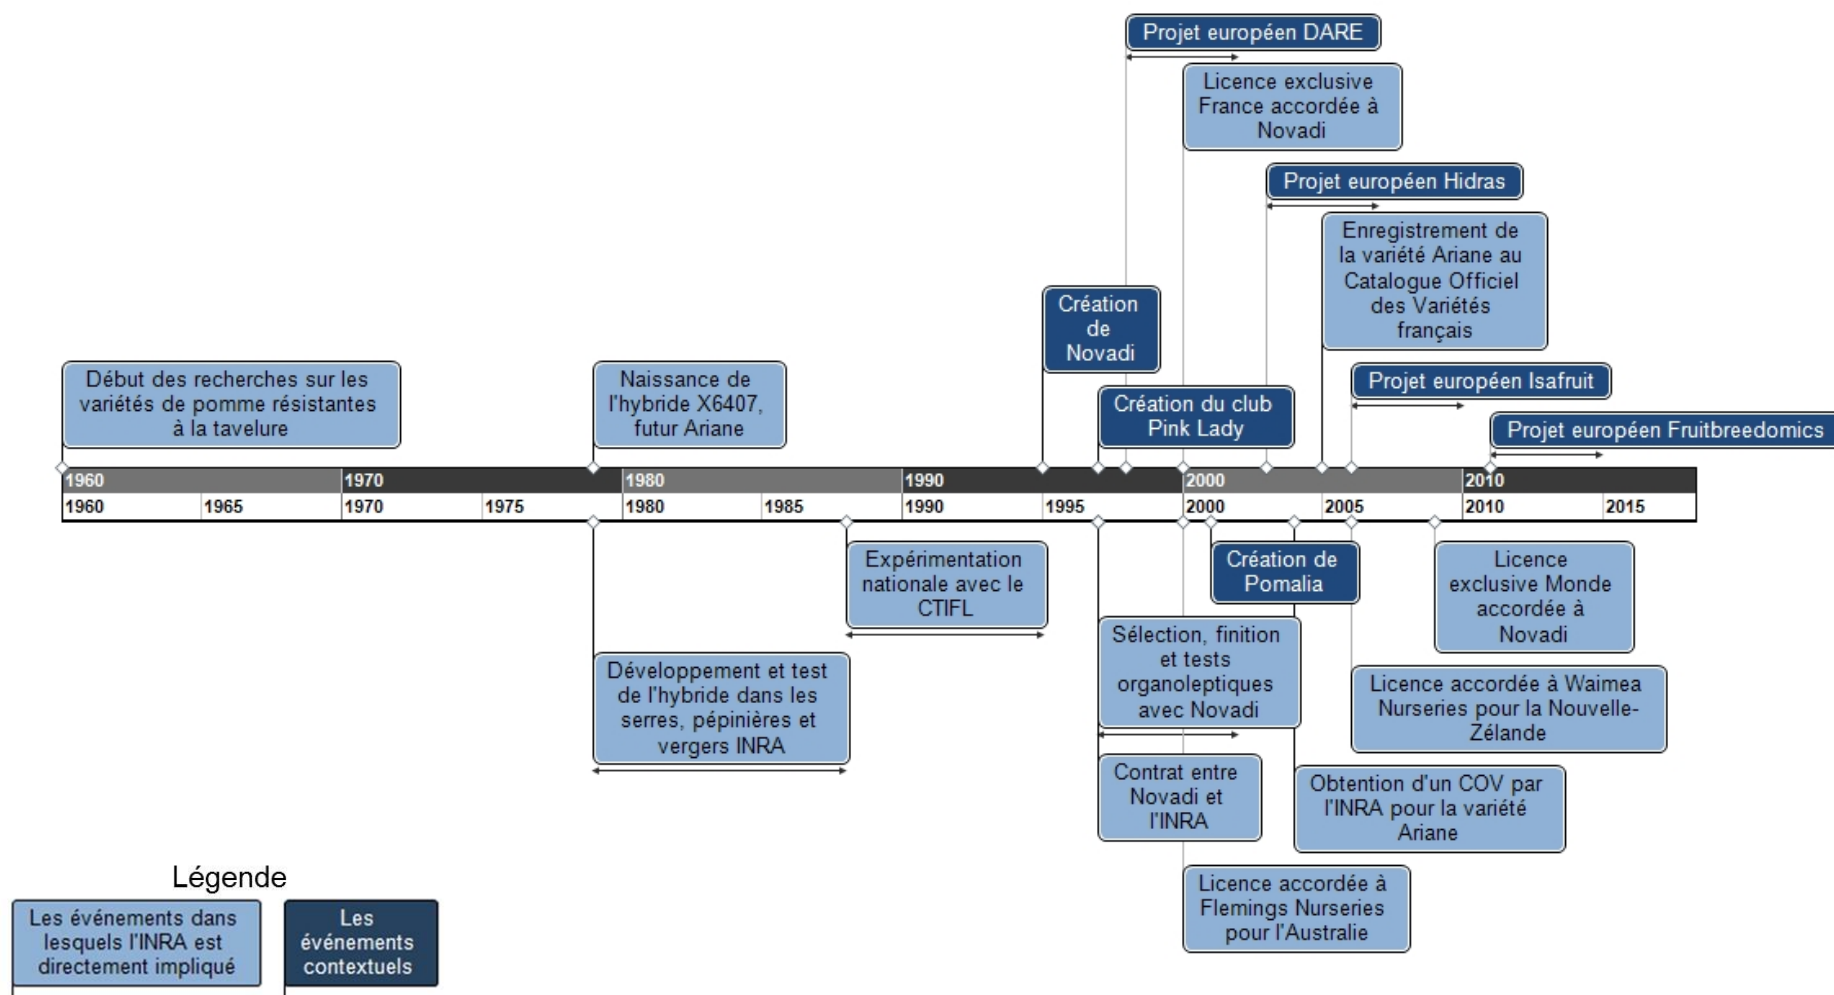 Projet européen DARE
Licence exclusive
France accordée à
Novadi
Projet européen Hidras
Enregistrement de
la variété Ariane au
Catalogue Officiel
des Variétés
français
Création
de
Novadi
Début des recherches sur les
variétés de pomme résistantes
à la tavelure
Naissance de
l'hybride X6407,
futur Ariane
Création du club
Pink Lady
Projet européen Isafruit
Projet européen Fruitbreedomics
1960 1970 1980 1990 2000 2010
1960 1965 1970 1975 1980 1985 1990 1995 2000 2005 2010 2015
Expérimentation
nationale avec le
CTIFL
Création de
Pomalia
Licence
exclusive Monde
accordée à
Novadi
Sélection, finition
et tests
organoleptiques
avec Novadi
Développement et test
de l'hybride dans les
serres, pépinières et
vergers INRA
Licence accordée à Waimea
Nurseries pour la Nouvelle-
Zélande
Contrat entre
Novadi et
l'INRA
Obtention d'un COV par
l'INRA pour la variété
Ariane
Licence accordée à
Flemings Nurseries
pour l'Australie
Légende
Les événements dans
lesquels l'INRA est
directement impliqué
Les
événements
contextuels